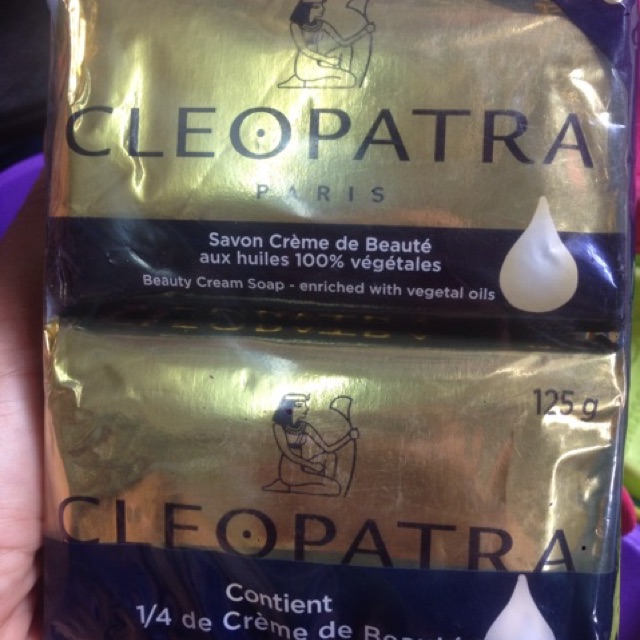 CLEOPATRA
PARIS
Savon Crème de Beauté
aux huiles 100% végétales
Beauty Cream Soap - enriched with vegetal oils
125 g
CLEOPATRA
Contient
1/4 de Crème de Beauté